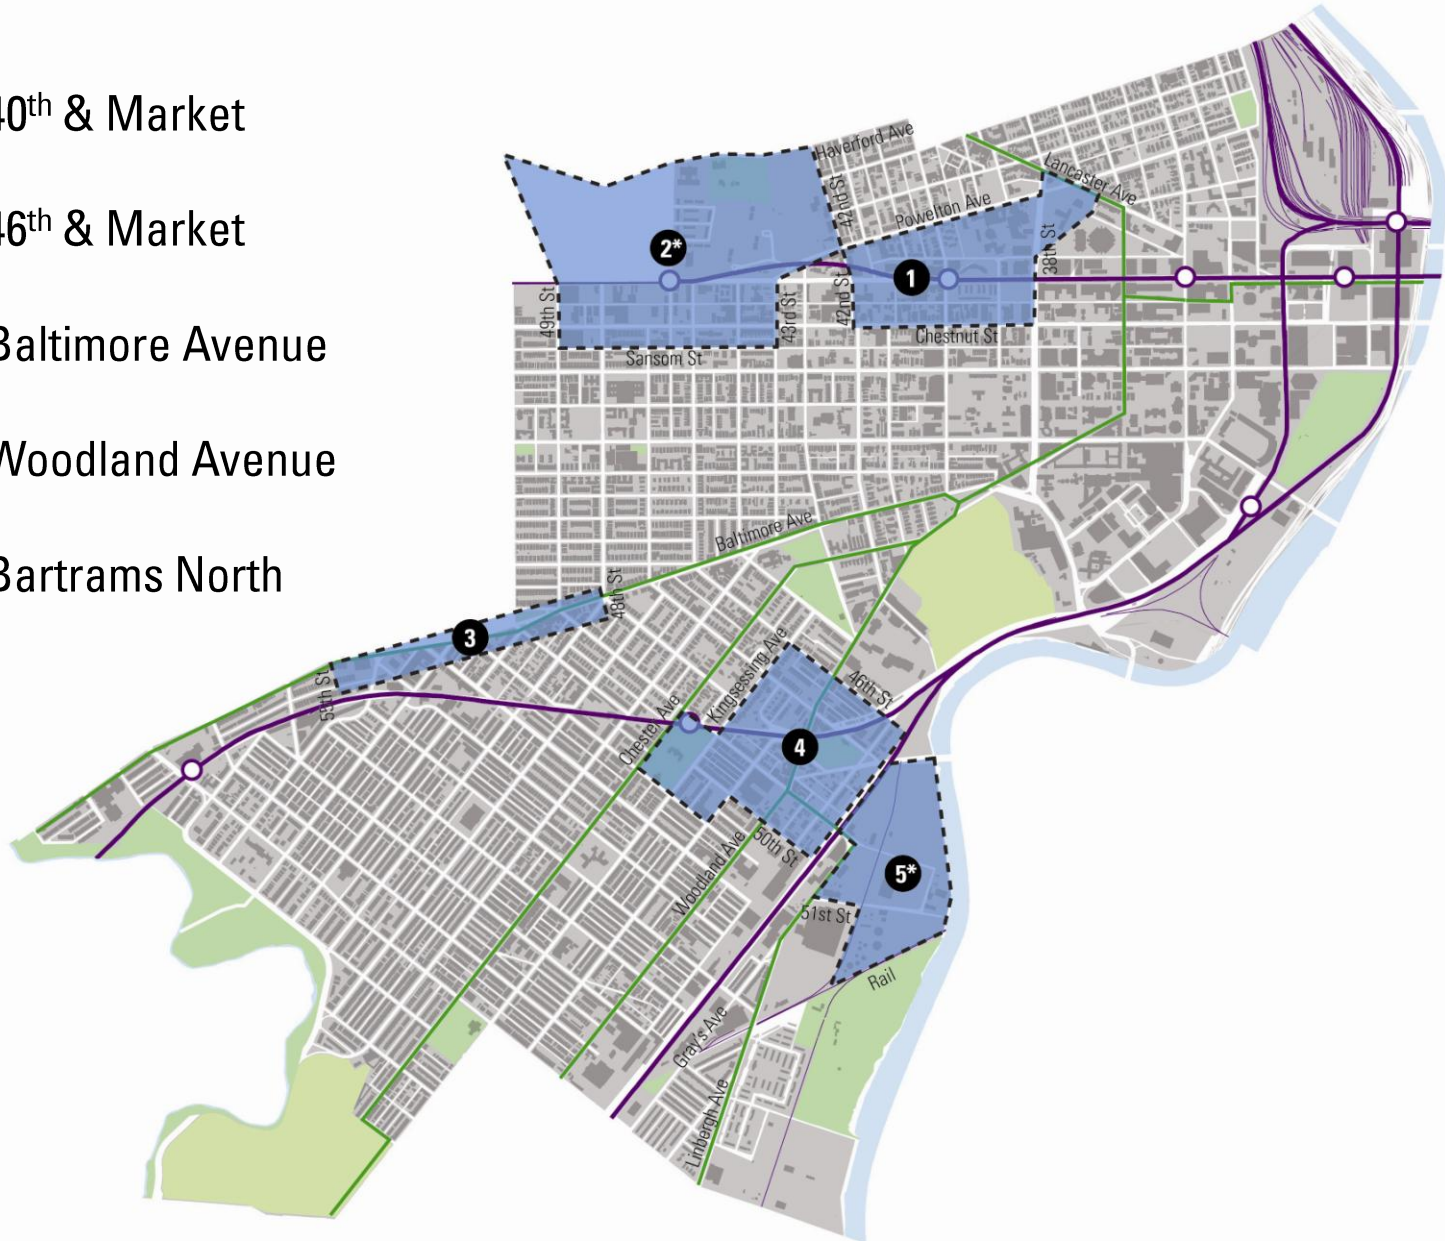 40th & Market
46th & Market
Baltimore Avenue
Woodland Avenue
Bartrams North
Haverford Ave
42nd St
Lancaster Ave
Powelton Ave
38th St
2*
1
49th St
43rd St
42nd St
Chestnut St
Sansom St
Baltimore Ave
48th St
3
59th St
Kingsessing Ave
46th St
Chester Ave
4
50th St
Woodland Ave
5*
51st St
Rail
Gray's Ave
Linbergh Ave